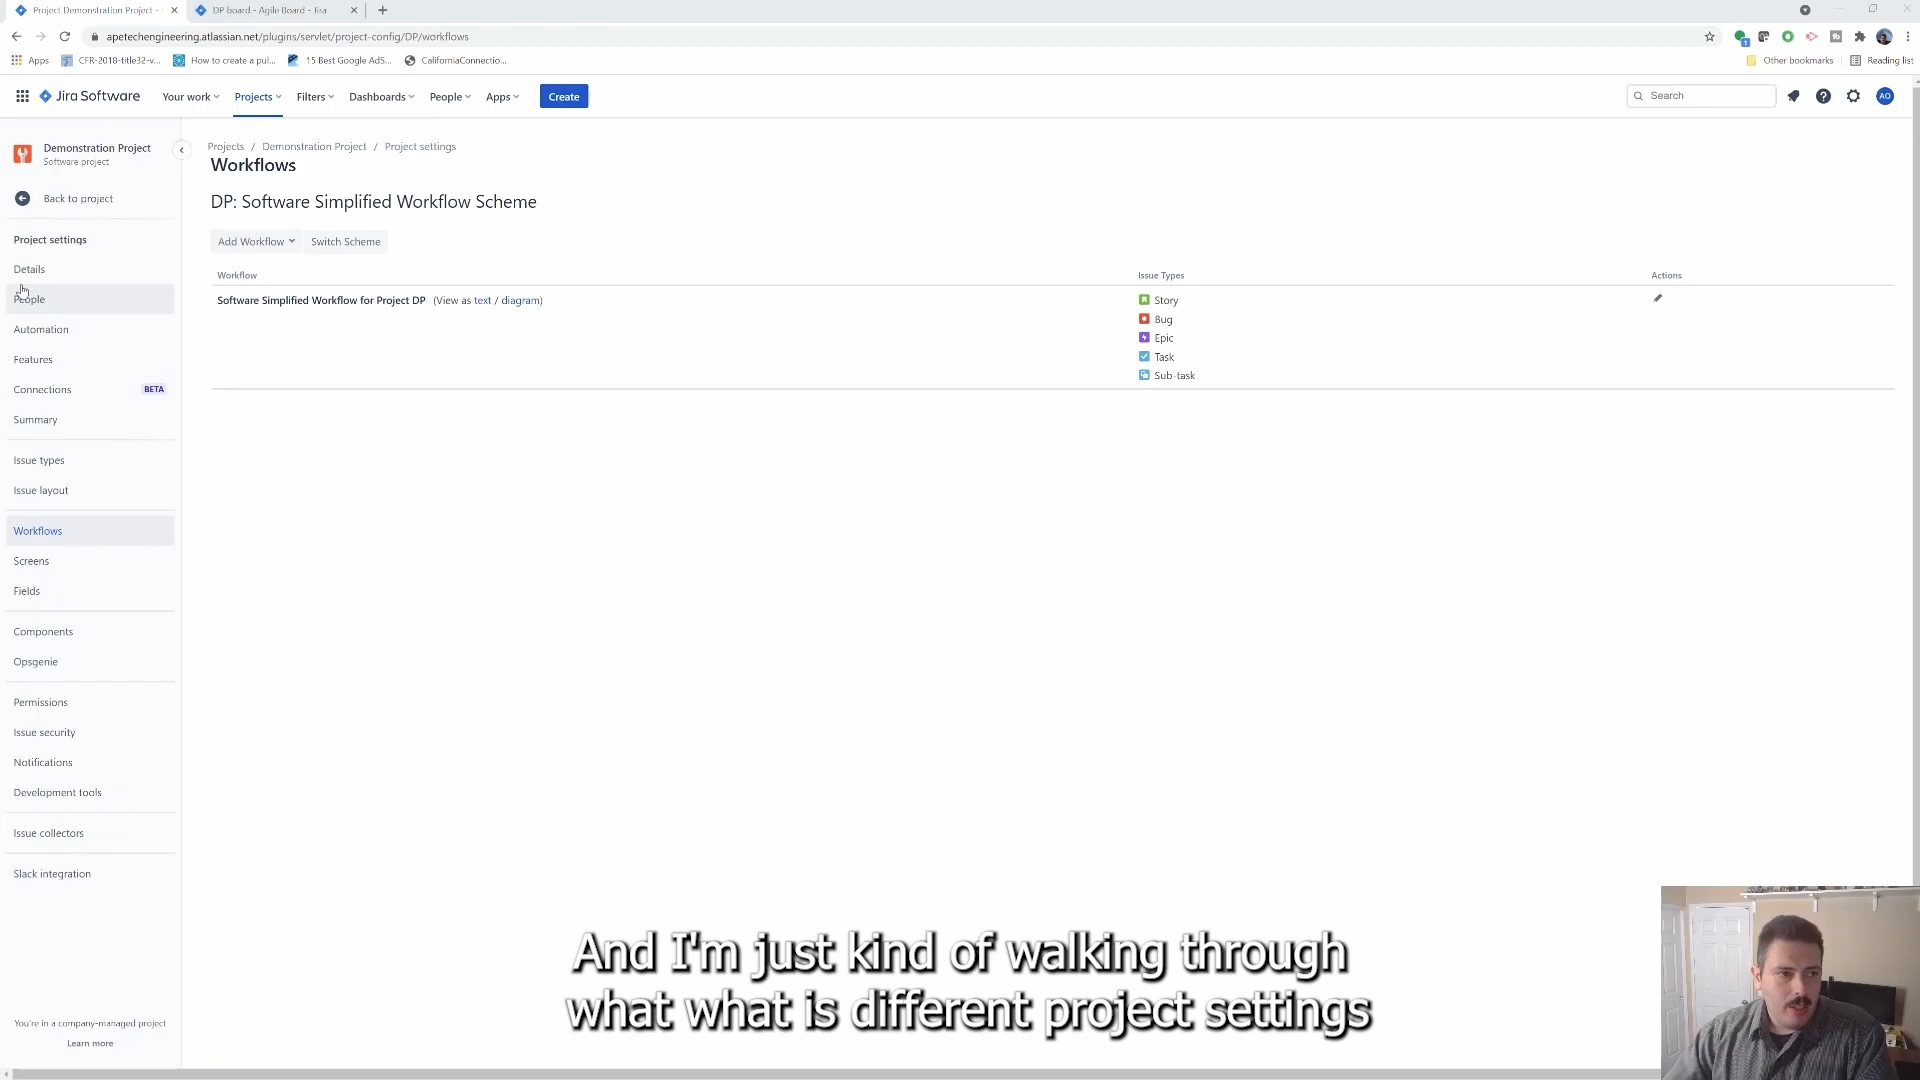 Project Demonstration Project -
DP board - Agile Board - Jira
apetechengineering.atlassian.net/plugins/servlet/project-config/DP/workflows
Apps
CFR-2018-title32-v...
How to create a pul...
15 Best Google AdS...
CaliforniaConnectio...
Other bookmarks
Reading list
Jira Software
Your work
Projects
Filters
Dashboards
People
Apps
Create
Search
AO
Demonstration Project
Software project
Back to project
Project settings
Details
People
Automation
Features
Connections BETA
Summary
Issue types
Issue layout
Workflows
Screens
Fields
Components
Opsgenie
Permissions
Issue security
Notifications
Development tools
Issue collectors
Slack integration
You're in a company-managed project
Learn more
Projects / Demonstration Project / Project settings
Workflows
DP: Software Simplified Workflow Scheme
Add Workflow
Switch Scheme
Workflow
Issue Types
Actions
Software Simplified Workflow for Project DP (View as text / diagram)
Story
Bug
Epic
Task
Sub-task
And I'm just kind of walking through
what what is different project settings